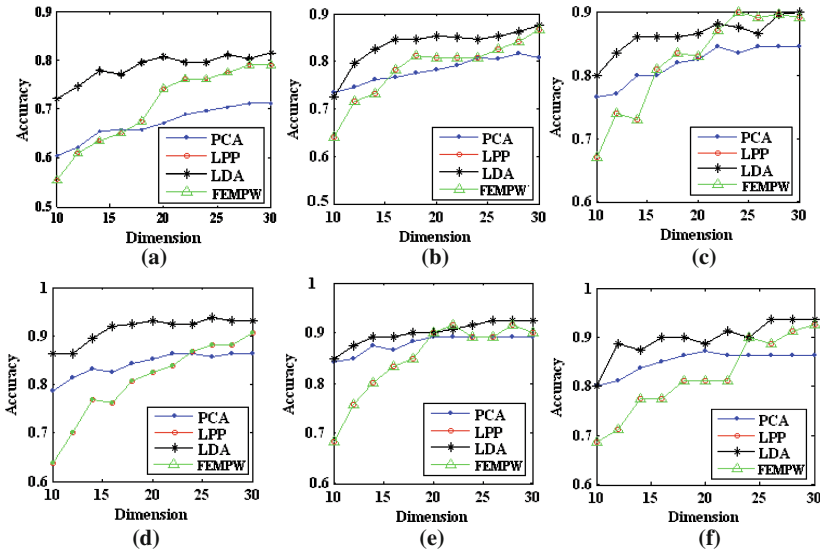 0.9
0.8
0.7
0.6
0.5
10 15 20 25 30
Accuracy
Dimension
PCA
LPP
LDA
FEMPW
(a)
0.9
0.8
0.7
0.6
0.5
10 15 20 25 30
Accuracy
Dimension
PCA
LPP
LDA
FEMPW
(b)
0.9
0.8
0.7
0.6
10 15 20 25 30
Accuracy
Dimension
PCA
LPP
LDA
FEMPW
(c)
1
0.9
0.8
0.7
0.6
10 15 20 25 30
Accuracy
Dimension
PCA
LPP
LDA
FEMPW
(d)
1
0.9
0.8
0.7
0.6
10 15 20 25 30
Accuracy
Dimension
PCA
LPP
LDA
FEMPW
(e)
1
0.9
0.8
0.7
0.6
10 15 20 25 30
Accuracy
Dimension
PCA
LPP
LDA
FEMPW
(f)